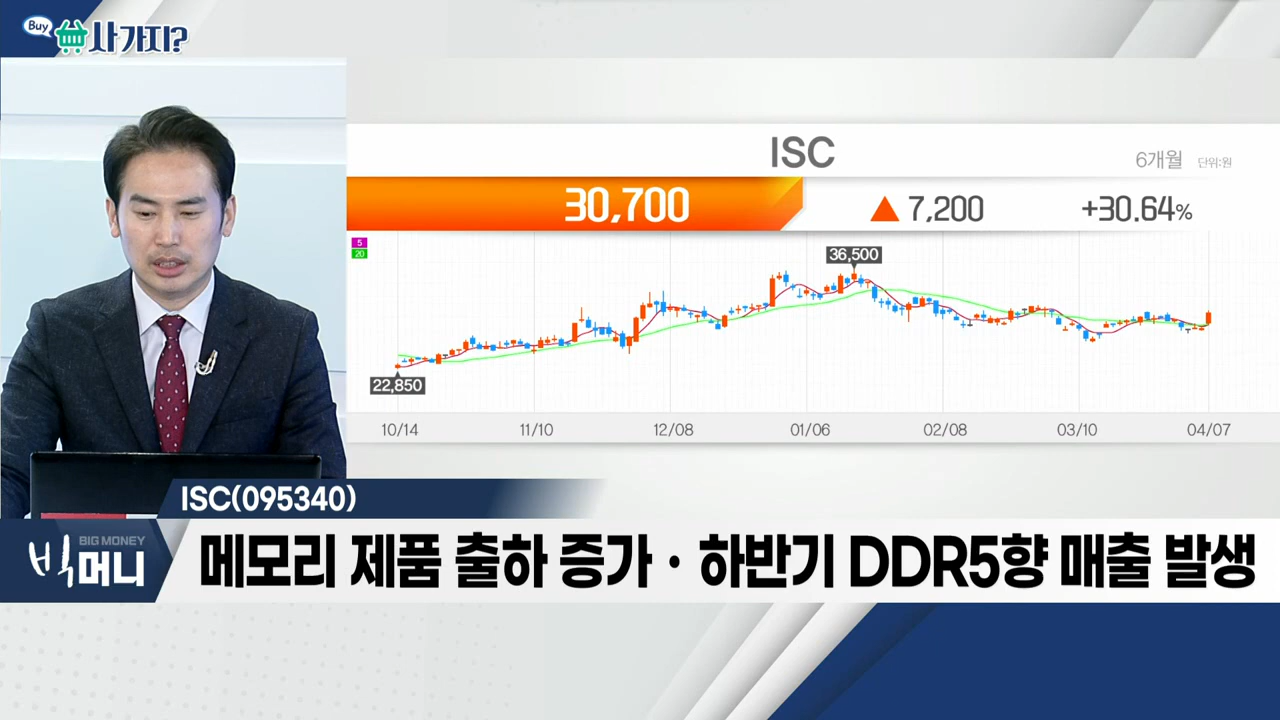 Buy
사가지?
ISC
6개월 단위:원
30,700 ▲ 7,200 +30.64%
5
20
36,500
22,850
10/14 11/10 12/08 01/06 02/08 03/10 04/07
ISC(095340)
BIG MONEY
빅머니
메모리 제품 출하 증가·하반기 DDR5향 매출 발생